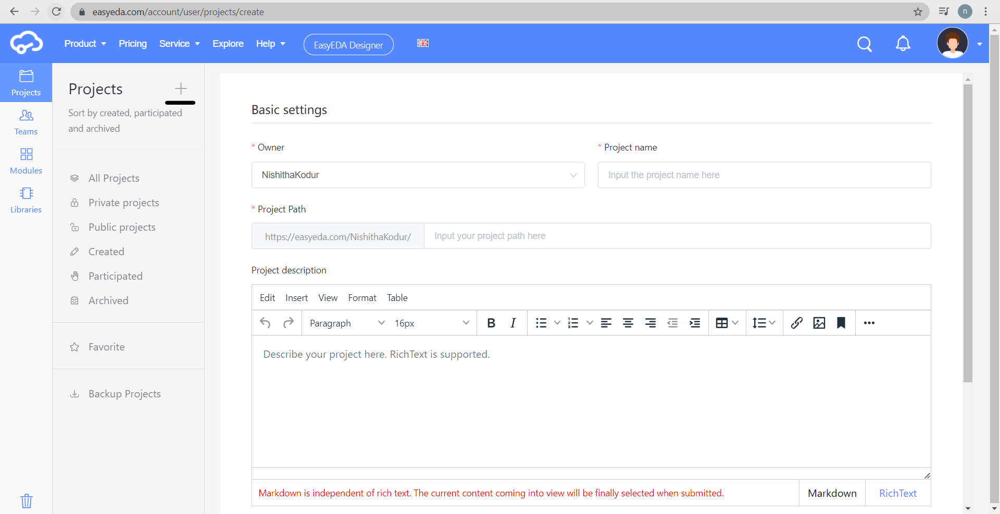 easyeda.com/account/user/projects/create
n
Product Pricing Service Explore Help EasyEDA Designer
Projects
Teams
Modules
Libraries
Projects
Sort by created, participated
and archived
All Projects
Private projects
Public projects
Created
Participated
Archived
Favorite
Backup Projects
Basic settings
* Owner
NishithaKodur
* Project name
Input the project name here
* Project Path
https://easyeda.com/NishithaKodur/ Input your project path here
Project description
Edit Insert View Format Table
Paragraph 16px B I
Describe your project here. RichText is supported.
Markdown is independent of rich text. The current content coming into view will be finally selected when submitted. Markdown RichText